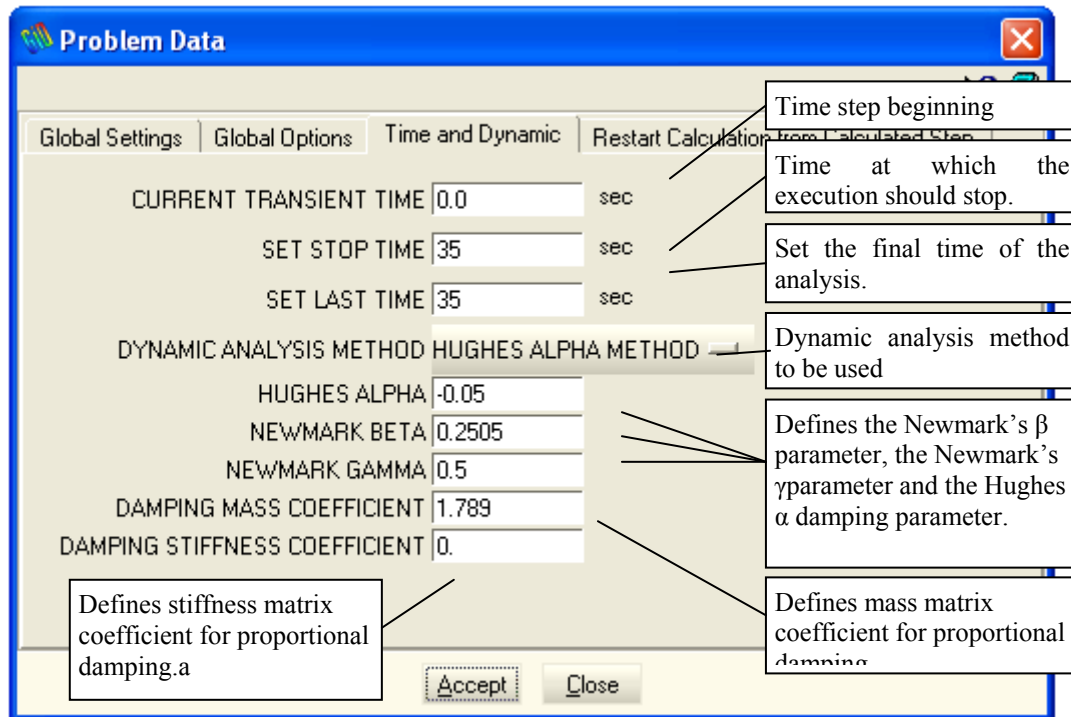 Problem Data
Global Settings
Global Options
Time and Dynamic
Restart Calculation from Calculated Step
CURRENT TRANSIENT TIME 0.0 sec
SET STOP TIME 35 sec
SET LAST TIME 35 sec
DYNAMIC ANALYSIS METHOD HUGHES ALPHA METHOD
HUGHES ALPHA -0.05
NEWMARK BETA 0.2505
NEWMARK GAMMA 0.5
DAMPING MASS COEFFICIENT 1.789
DAMPING STIFFNESS COEFFICIENT 0.
Time step beginning
Time at which the
execution should stop.
Set the final time of the
analysis.
Dynamic analysis method
to be used
Defines the Newmark's β
parameter, the Newmark's
γparameter and the Hughes
α damping parameter.
Defines mass matrix
coefficient for proportional
damping
Defines stiffness matrix
coefficient for proportional
damping.a
Accept
Close